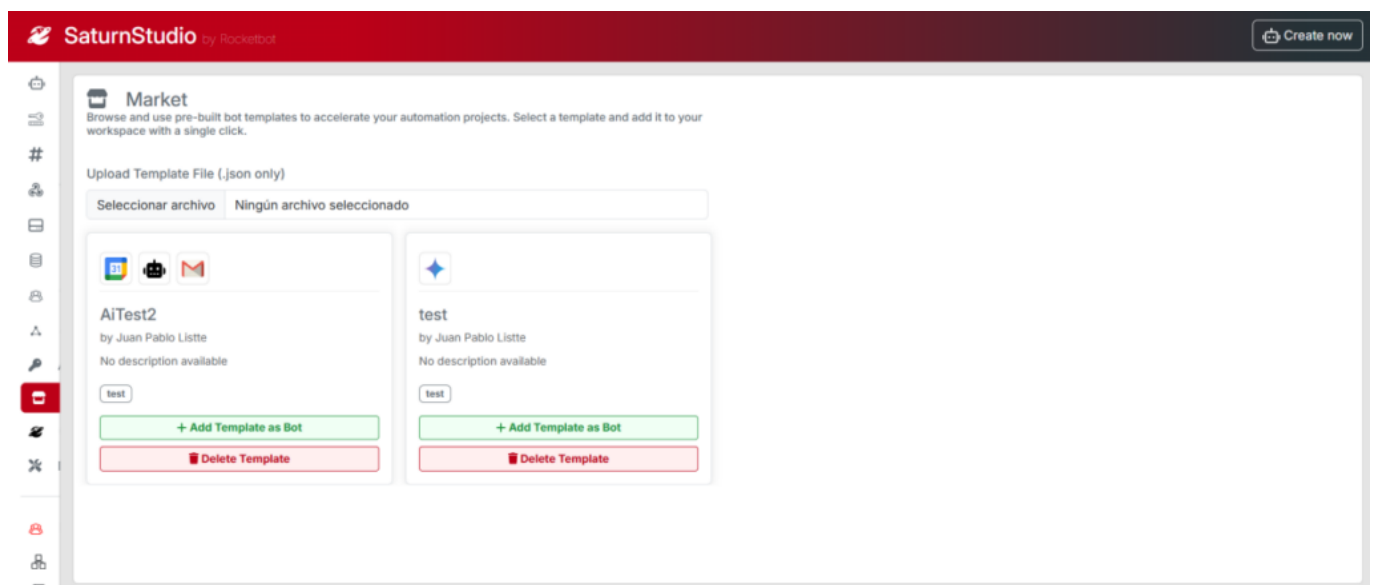 SaturnStudio by Rocketbot
Create now
Market
Browse and use pre-built bot templates to accelerate your automation projects. Select a template and add it to your
workspace with a single click.
Upload Template File (.json only)
Seleccionar archivo Ningún archivo seleccionado
31
AiTest2
by Juan Pablo Listte
No description available
test
+ Add Template as Bot
Delete Template
test
by Juan Pablo Listte
No description available
test
+ Add Template as Bot
Delete Template